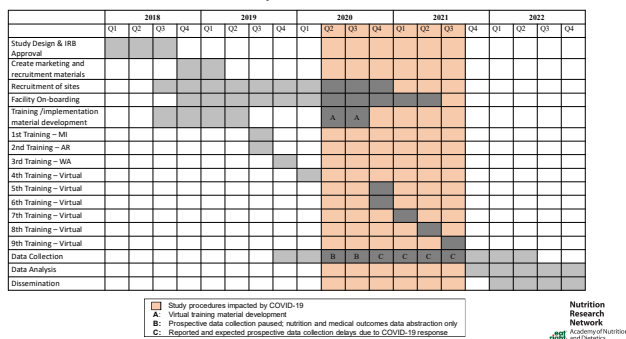 2018 2019 2020 2021 2022
Q1 Q2 Q3 Q4 Q1 Q2 Q3 Q4 Q1 Q2 Q3 Q4 Q1 Q2 Q3 Q4 Q1 Q2 Q3 Q4
Study Design & IRB
Approval
Create marketing and
recruitment materials
Recruitment of sites
Facility On-boarding
Training /implementation
material development A A
1st Training – MI
2nd Training – AR
3rd Training – WA
4th Training – Virtual
5th Training – Virtual
6th Training – Virtual
7th Training – Virtual
8th Training – Virtual
9th Training – Virtual
Data Collection B B C C C C
Data Analysis
Dissemination
Study procedures impacted by COVID-19
A: Virtual training material development
B: Prospective data collection paused; nutrition and medical outcomes data abstraction only
C: Reported and expected prospective data collection delays due to COVID-19 response
Nutrition
Research
Network
eat right. Academy of Nutrition
and Dietetics